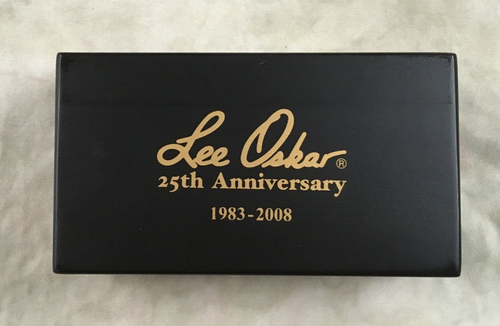 Lee Oskar®
25th Anniversary
1983-2008